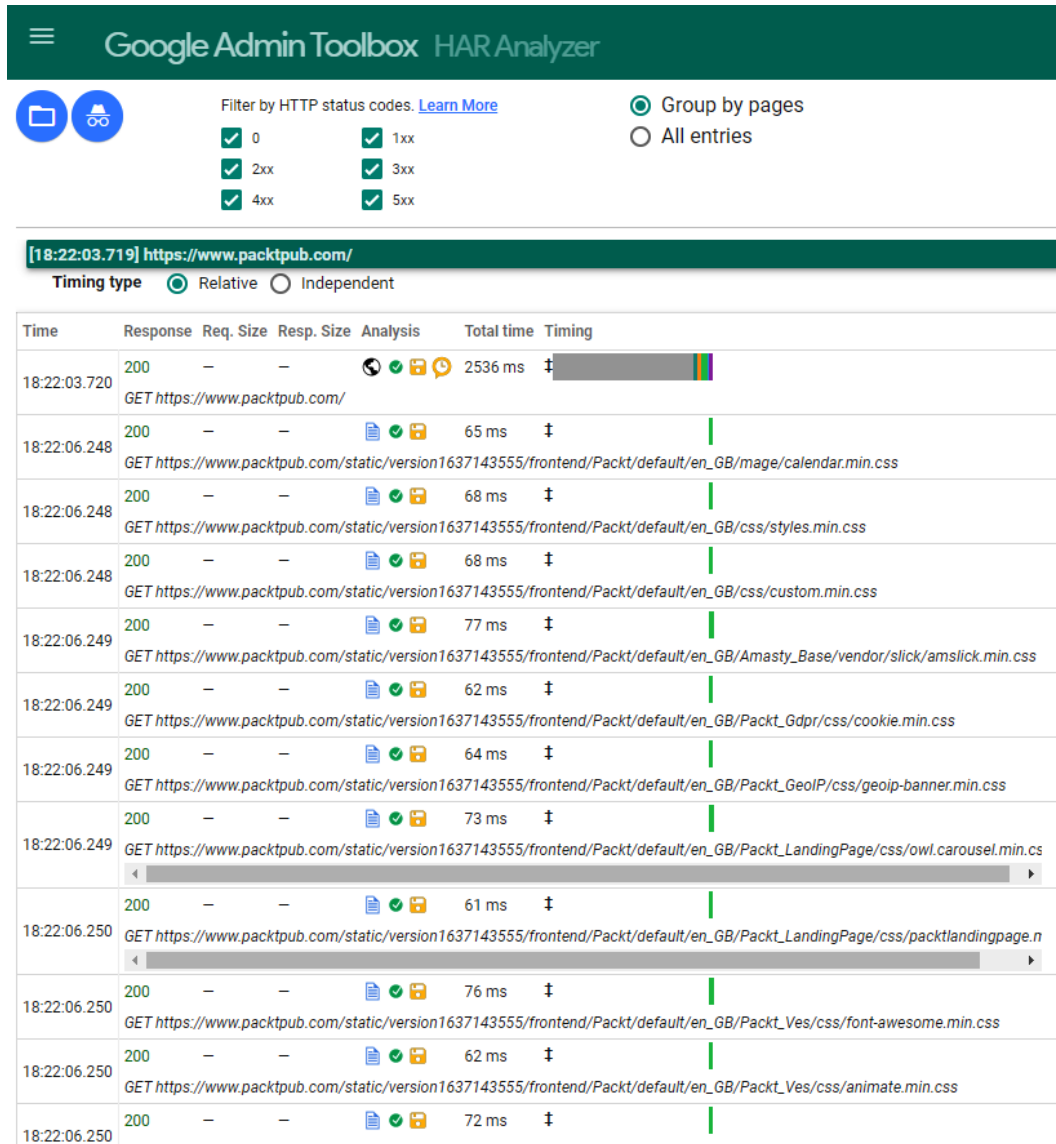 Google Admin Toolbox HAR Analyzer
Filter by HTTP status codes. Learn More
0 1xx
2xx 3xx
4xx 5xx
Group by pages
All entries
[18:22:03.719] https://www.packtpub.com/
Timing type Relative Independent
Time Response Req. Size Resp. Size Analysis Total time Timing
18:22:03.720 200 – – 2536 ms ‡
GET https://www.packtpub.com/
18:22:06.248 200 – – 65 ms ‡
GET https://www.packtpub.com/static/version1637143555/frontend/Packt/default/en_GB/mage/calendar.min.css
18:22:06.248 200 – – 68 ms ‡
GET https://www.packtpub.com/static/version1637143555/frontend/Packt/default/en_GB/css/styles.min.css
18:22:06.248 200 – – 68 ms ‡
GET https://www.packtpub.com/static/version1637143555/frontend/Packt/default/en_GB/css/custom.min.css
18:22:06.249 200 – – 77 ms ‡
GET https://www.packtpub.com/static/version1637143555/frontend/Packt/default/en_GB/Amasty_Base/vendor/slick/amslick.min.css
18:22:06.249 200 – – 62 ms ‡
GET https://www.packtpub.com/static/version1637143555/frontend/Packt/default/en_GB/Packt_Gdpr/css/cookie.min.css
18:22:06.249 200 – – 64 ms ‡
GET https://www.packtpub.com/static/version1637143555/frontend/Packt/default/en_GB/Packt_GeoIP/css/geoip-banner.min.css
18:22:06.249 200 – – 73 ms ‡
GET https://www.packtpub.com/static/version1637143555/frontend/Packt/default/en_GB/Packt_LandingPage/css/owl.carousel.min.cs
18:22:06.250 200 – – 61 ms ‡
GET https://www.packtpub.com/static/version1637143555/frontend/Packt/default/en_GB/Packt_LandingPage/css/packtlandingpage.m
18:22:06.250 200 – – 76 ms ‡
GET https://www.packtpub.com/static/version1637143555/frontend/Packt/default/en_GB/Packt_Ves/css/font-awesome.min.css
18:22:06.250 200 – – 62 ms ‡
GET https://www.packtpub.com/static/version1637143555/frontend/Packt/default/en_GB/Packt_Ves/css/animate.min.css
18:22:06.250 200 – – 72 ms ‡